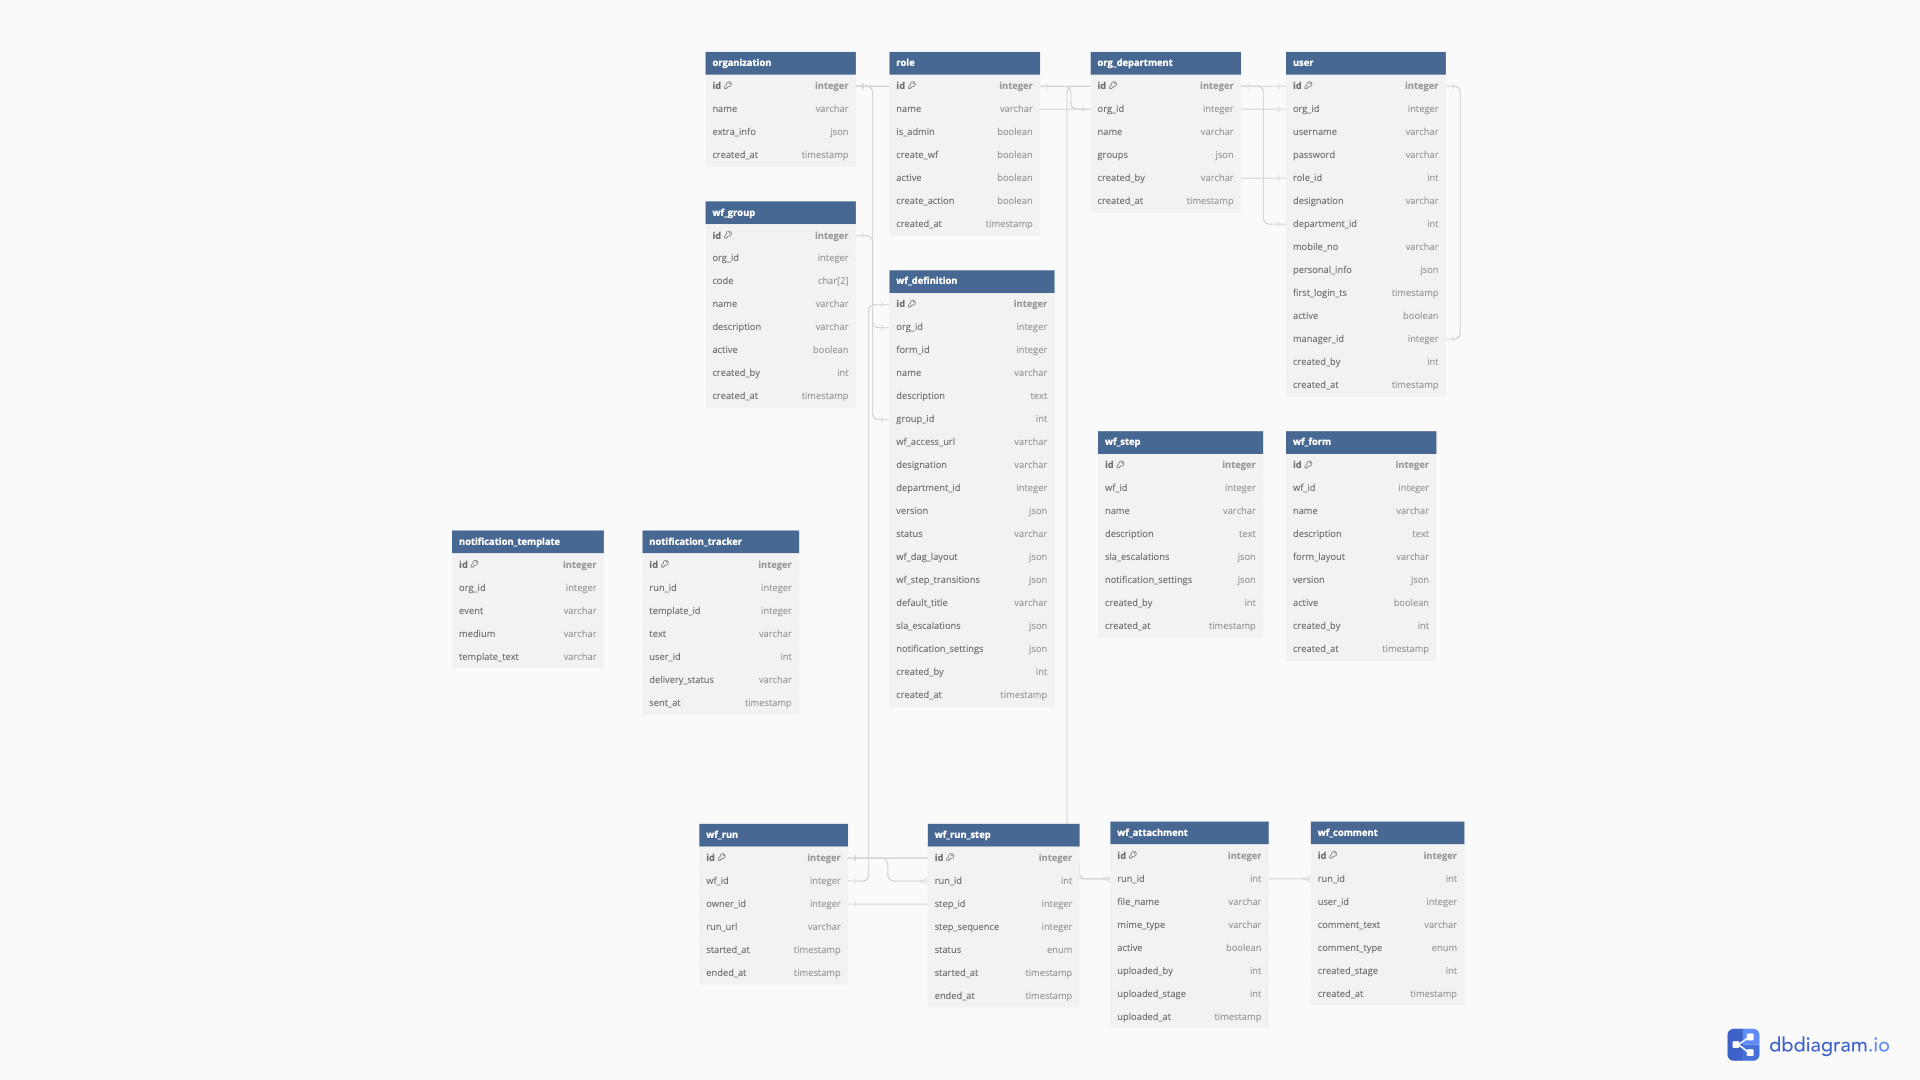 organization
id integer
name varchar
extra_info json
created_at timestamp
role
id integer
name varchar
is_admin boolean
create_wf boolean
active boolean
create_action boolean
created_at timestamp
org_department
id integer
org_id integer
name varchar
groups json
created_by varchar
created_at timestamp
user
id integer
org_id integer
username varchar
password varchar
role_id int
designation varchar
department_id int
mobile_no varchar
personal_info json
first_login_ts timestamp
active boolean
manager_id integer
created_by int
created_at timestamp
wf_group
id integer
org_id integer
code char[2]
name varchar
description varchar
active boolean
created_by int
created_at timestamp
wf_definition
id integer
org_id integer
form_id integer
name varchar
description text
group_id int
wf_access_url varchar
designation varchar
department_id integer
version json
status varchar
wf_dag_layout json
wf_step_transitions json
default_title varchar
sla_escalations json
notification_settings json
created_by int
created_at timestamp
wf_step
id integer
wf_id integer
name varchar
description text
sla_escalations json
notification_settings json
created_by int
created_at timestamp
wf_form
id integer
wf_id integer
name varchar
description text
form_layout varchar
version json
active boolean
created_by int
created_at timestamp
notification_template
id integer
org_id integer
event varchar
medium varchar
template_text varchar
notification_tracker
id integer
run_id integer
template_id integer
text varchar
user_id int
delivery_status varchar
sent_at timestamp
wf_run
id integer
wf_id integer
owner_id integer
run_url varchar
started_at timestamp
ended_at timestamp
wf_run_step
id integer
run_id int
step_id integer
step_sequence integer
status enum
started_at timestamp
ended_at timestamp
wf_attachment
id integer
run_id int
file_name varchar
mime_type varchar
active boolean
uploaded_by int
uploaded_stage int
uploaded_at timestamp
wf_comment
id integer
run_id int
user_id integer
comment_text varchar
comment_type enum
created_stage int
created_at timestamp
dbdiagram.io